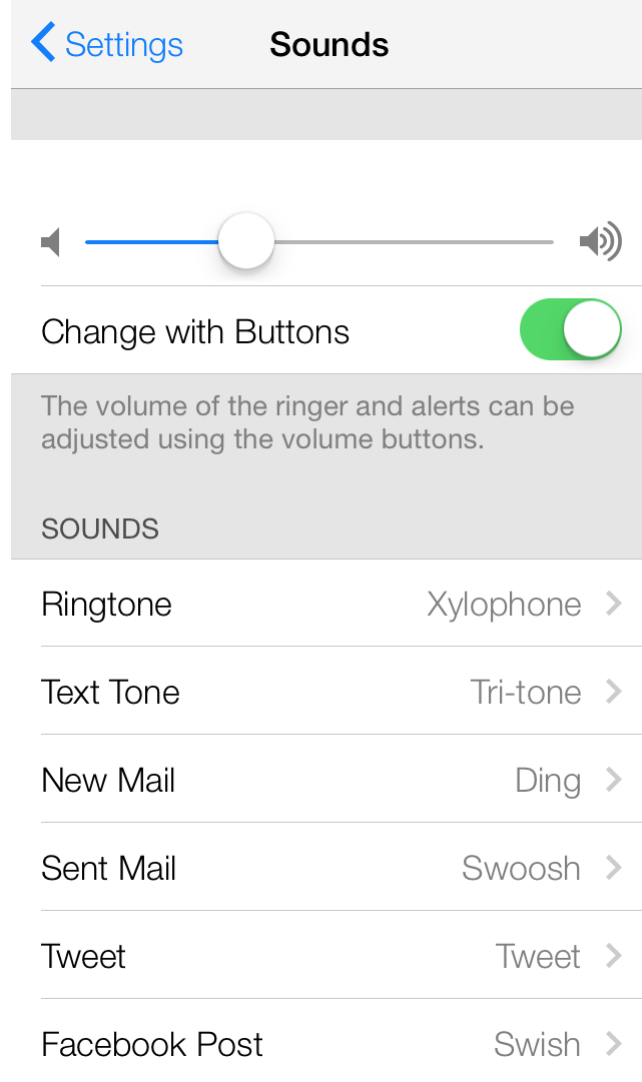 Settings Sounds
Change with Buttons
The volume of the ringer and alerts can be
adjusted using the volume buttons.
SOUNDS
Ringtone Xylophone
Text Tone Tri-tone
New Mail Ding
Sent Mail Swoosh
Tweet Tweet
Facebook Post Swish